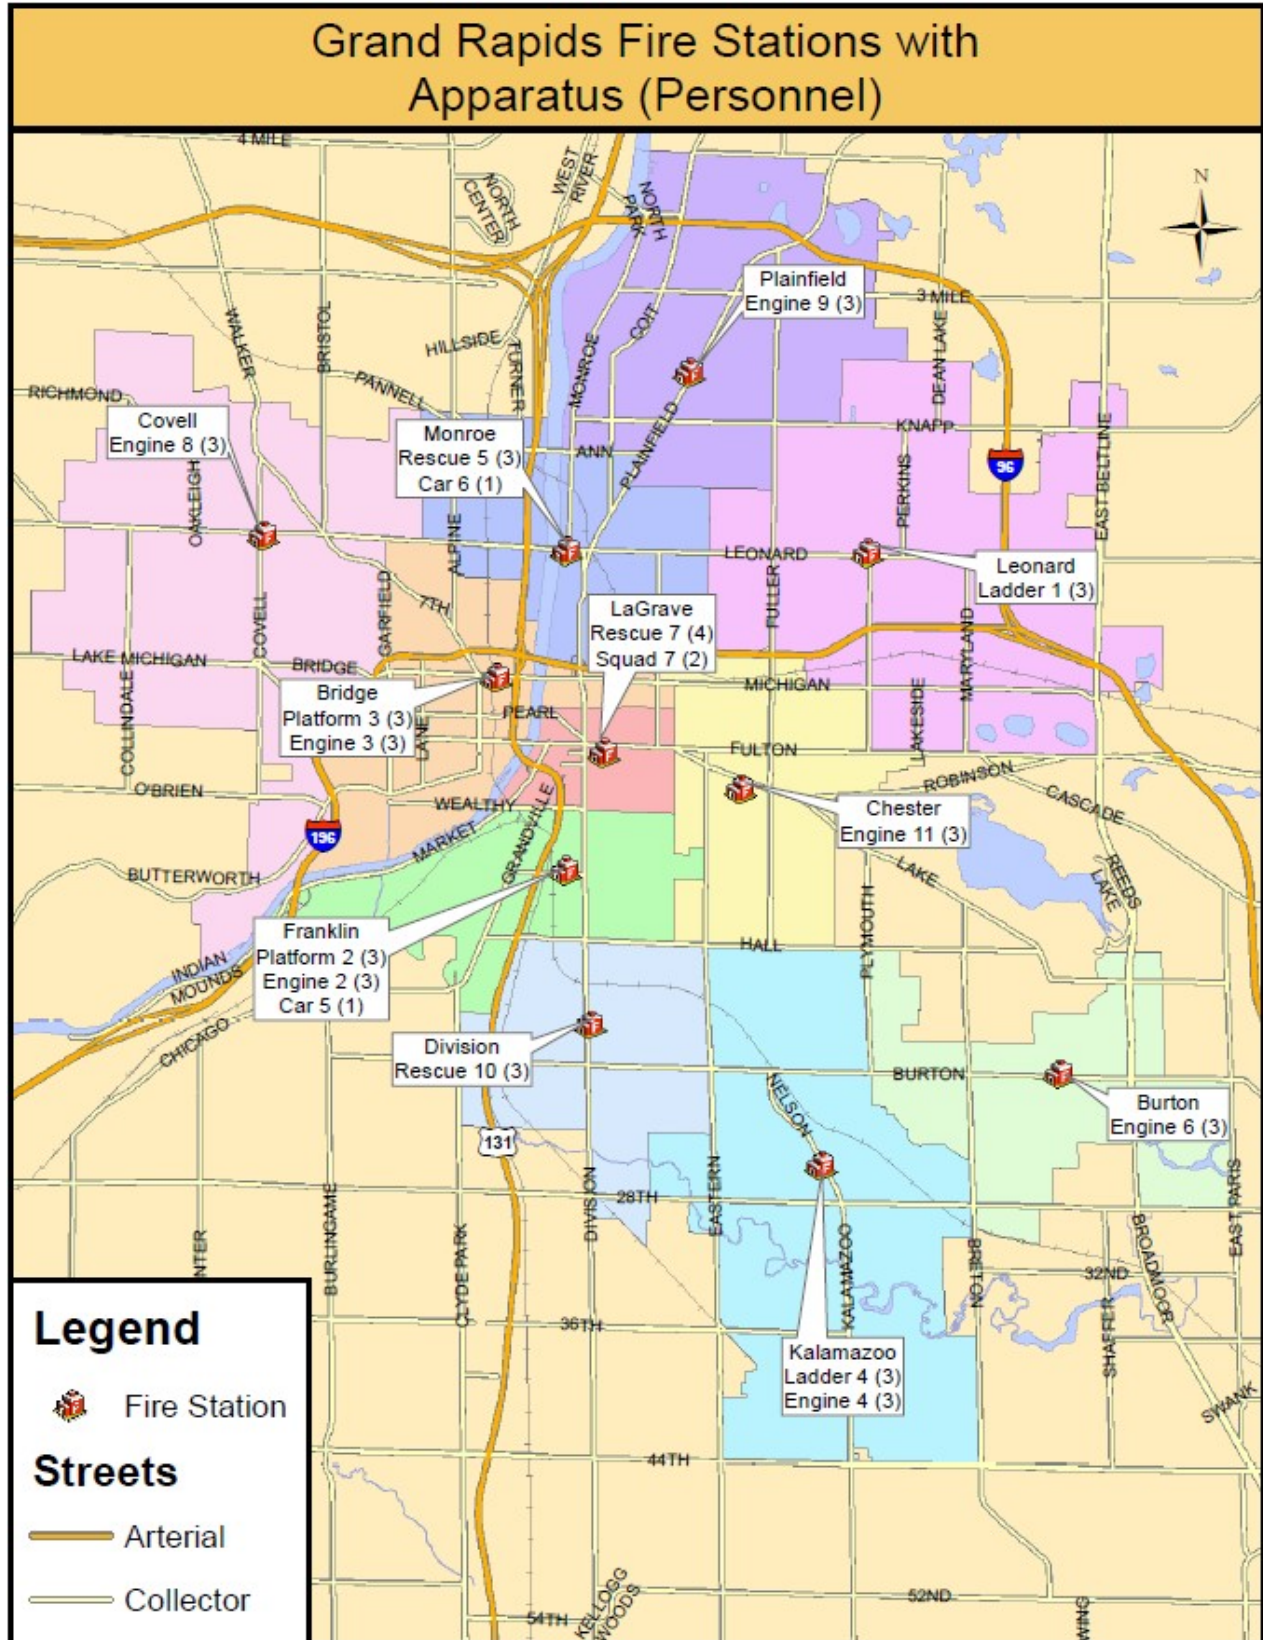 Grand Rapids Fire Stations with
Apparatus (Personnel)
4 MILE
WEST
RIVER
NORTH
CENTER
NORTH
PARK
N
Plainfield
Engine 9 (3)
3 MILE
WALKER
BRISTOL
HILLSIDE
TURNER
MONROE
COIT
DEAN LAKE
RICHMOND
PANNELL
Covell
Engine 8 (3)
Monroe
Rescue 5 (3)
Car 6 (1)
ANN
PLAINFIELD
KNAPP
96
EAST BELTLINE
OAKLEIGH
PERKINS
ALPINE
LEONARD
Leonard
Ladder 1 (3)
FULLER
GARFIELD
7TH
COVELL
LaGrave
Rescue 7 (4)
Squad 7 (2)
MARYLAND
LAKE MICHIGAN
BRIDGE
MICHIGAN
COLLINDALE
Bridge
Platform 3 (3)
Engine 3 (3)
LANE
PEARL
LAKESIDE
FULTON
O'BRIEN
WEALTHY
ROBINSON
CASCADE
GRANDVILLE
MARKET
Chester
Engine 11 (3)
196
BUTTERWORTH
LAKE
REEDS
LAKE
PLYMOUTH
Franklin
Platform 2 (3)
Engine 2 (3)
Car 5 (1)
HALL
INDIAN
MOUNDS
CHICAGO
Division
Rescue 10 (3)
BURTON
NELSON
Burton
Engine 6 (3)
131
DIVISION
EASTERN
28TH
BURLINGAME
CLYDE PARK
KALAMAZOO
BRETON
BROADMOOR
EAST PARIS
NTER
32ND
SHAFFER
36TH
Kalamazoo
Ladder 4 (3)
Engine 4 (3)
SWANK
44TH
52ND
54TH
KELLOGG
WOODS
WING
Legend
Fire Station
Streets
Arterial
Collector